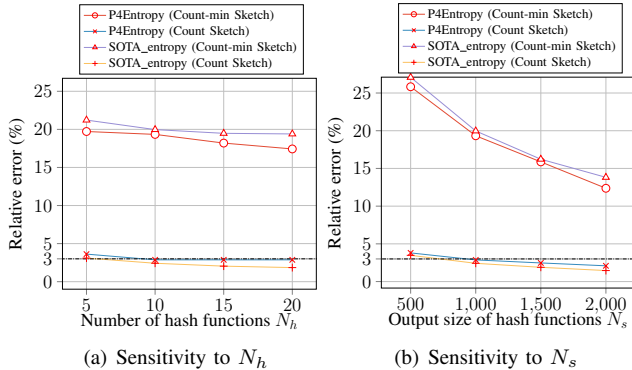 P4Entropy (Count-min Sketch)
P4Entropy (Count Sketch)
SOTA_entropy (Count-min Sketch)
SOTA_entropy (Count Sketch)
Relative error (%)
25
20
15
10
5
3
0
5 10 15 20
Number of hash functions N_h
(a) Sensitivity to N_h
P4Entropy (Count-min Sketch)
P4Entropy (Count Sketch)
SOTA_entropy (Count-min Sketch)
SOTA_entropy (Count Sketch)
Relative error (%)
25
20
15
10
5
3
0
500 1,000 1,500 2,000
Output size of hash functions N_s
(b) Sensitivity to N_s